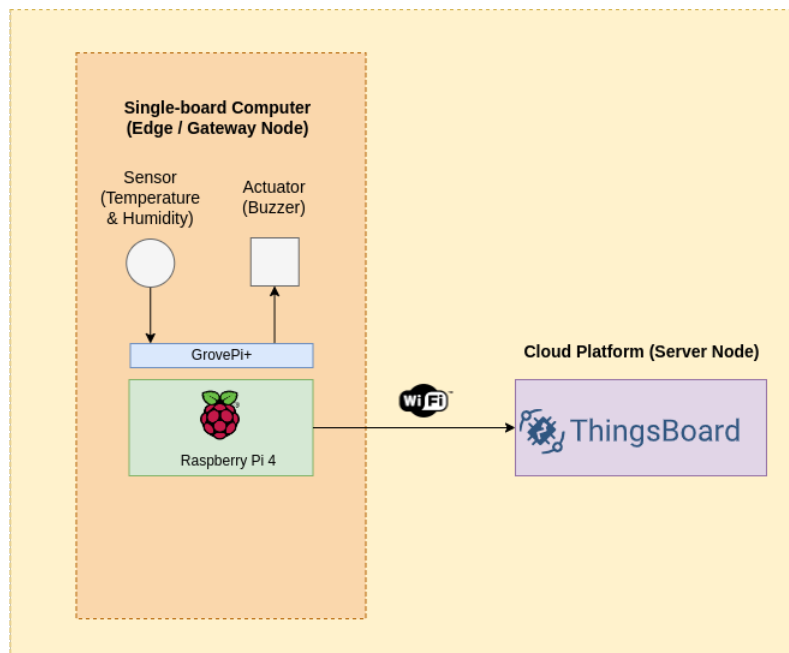 Single-board Computer
(Edge / Gateway Node)
Sensor
(Temperature
& Humidity)
Actuator
(Buzzer)
GrovePi+
Raspberry Pi 4
WiFi
Cloud Platform (Server Node)
ThingsBoard